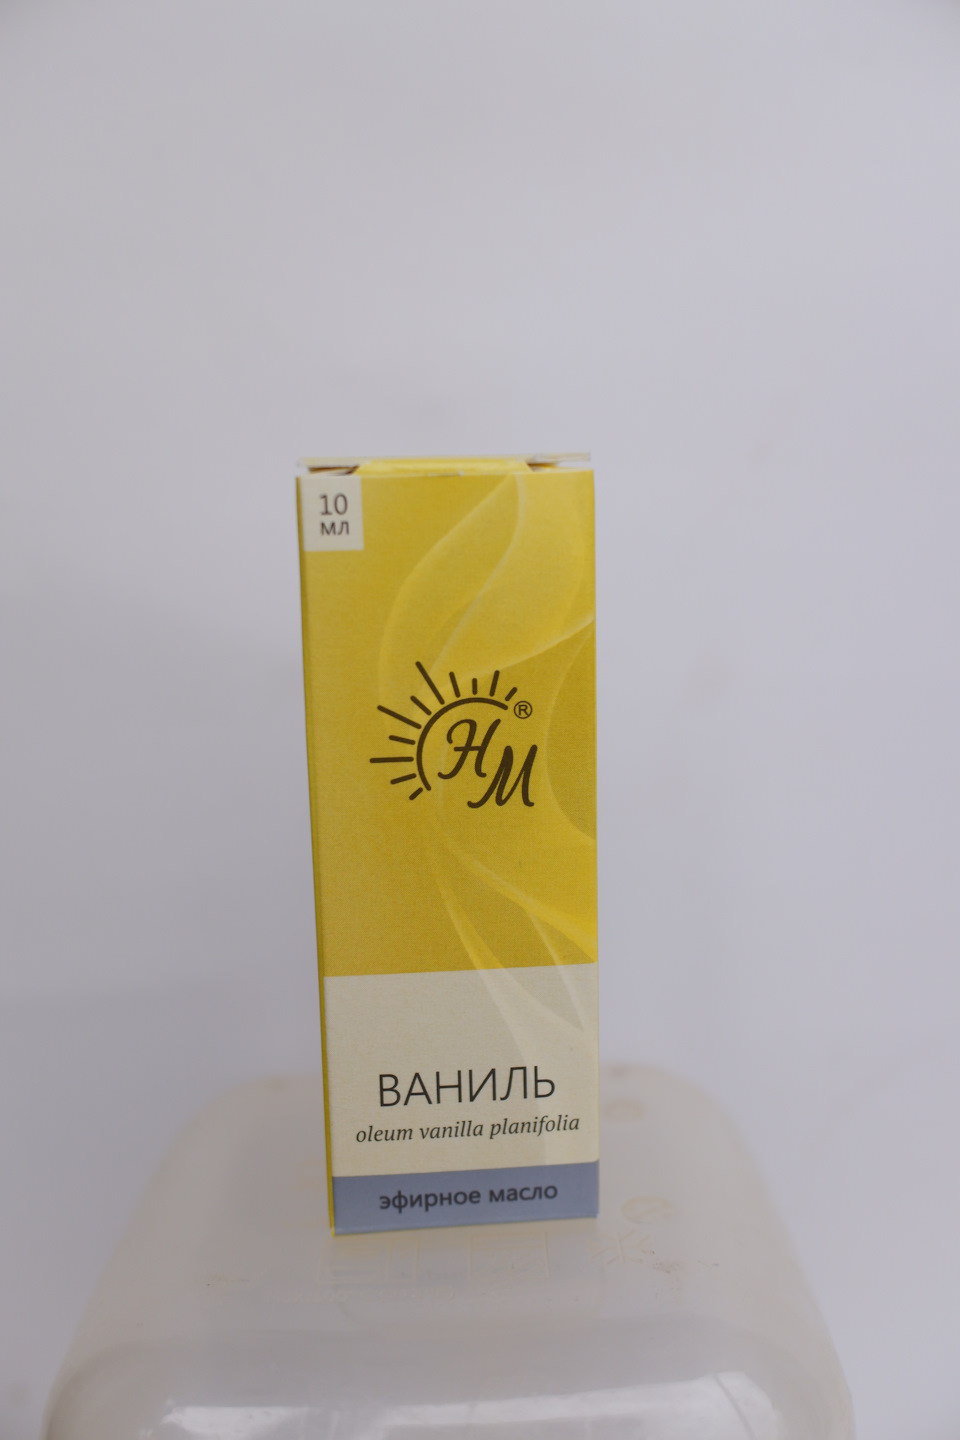 10
мл
НМ®
ВАНИЛЬ
oleum vanilla planifolia
эфирное масло